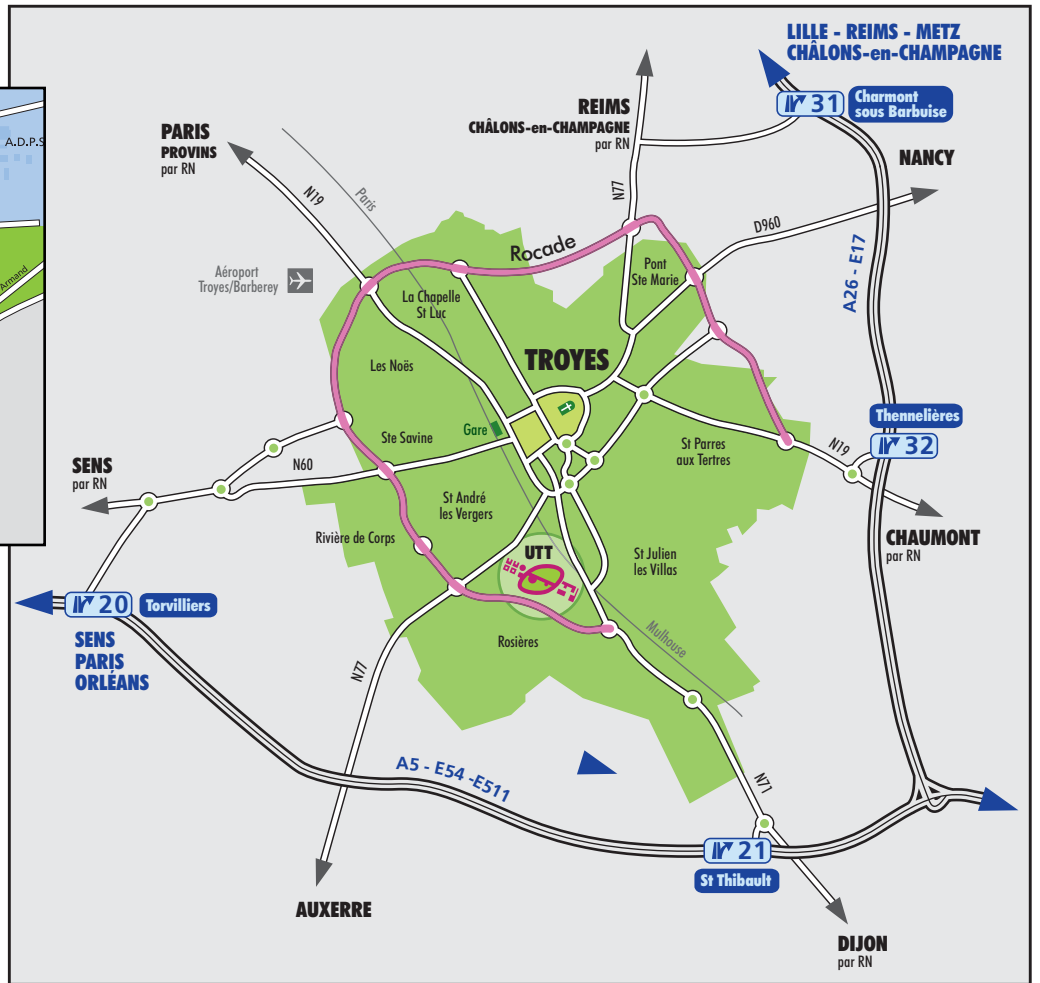 LILLE - REIMS - METZ
CHÂLONS-en-CHAMPAGNE
31
Charmont
sous Barbuise
REIMS
CHÂLONS-en-CHAMPAGNE
par RN
PARIS
PROVINS
par RN
A.D.P.S
NANCY
N19
Paris
N77
D960
Rocade
Pont
Ste Marie
A26 - E17
Aéroport
Troyes/Barberey
La Chapelle
St Luc
Armand
TROYES
Les Noës
Thennelières
32
Gare
Ste Savine
St Parres
aux Tertres
N19
SENS
par RN
N60
St André
les Vergers
CHAUMONT
par RN
Rivière de Corps
UTT
St Julien
les Villas
20
Torvilliers
SENS
PARIS
ORLÉANS
Rosières
Mulhouse
N77
A5 - E54 -E511
N71
21
St Thibault
AUXERRE
DIJON
par RN